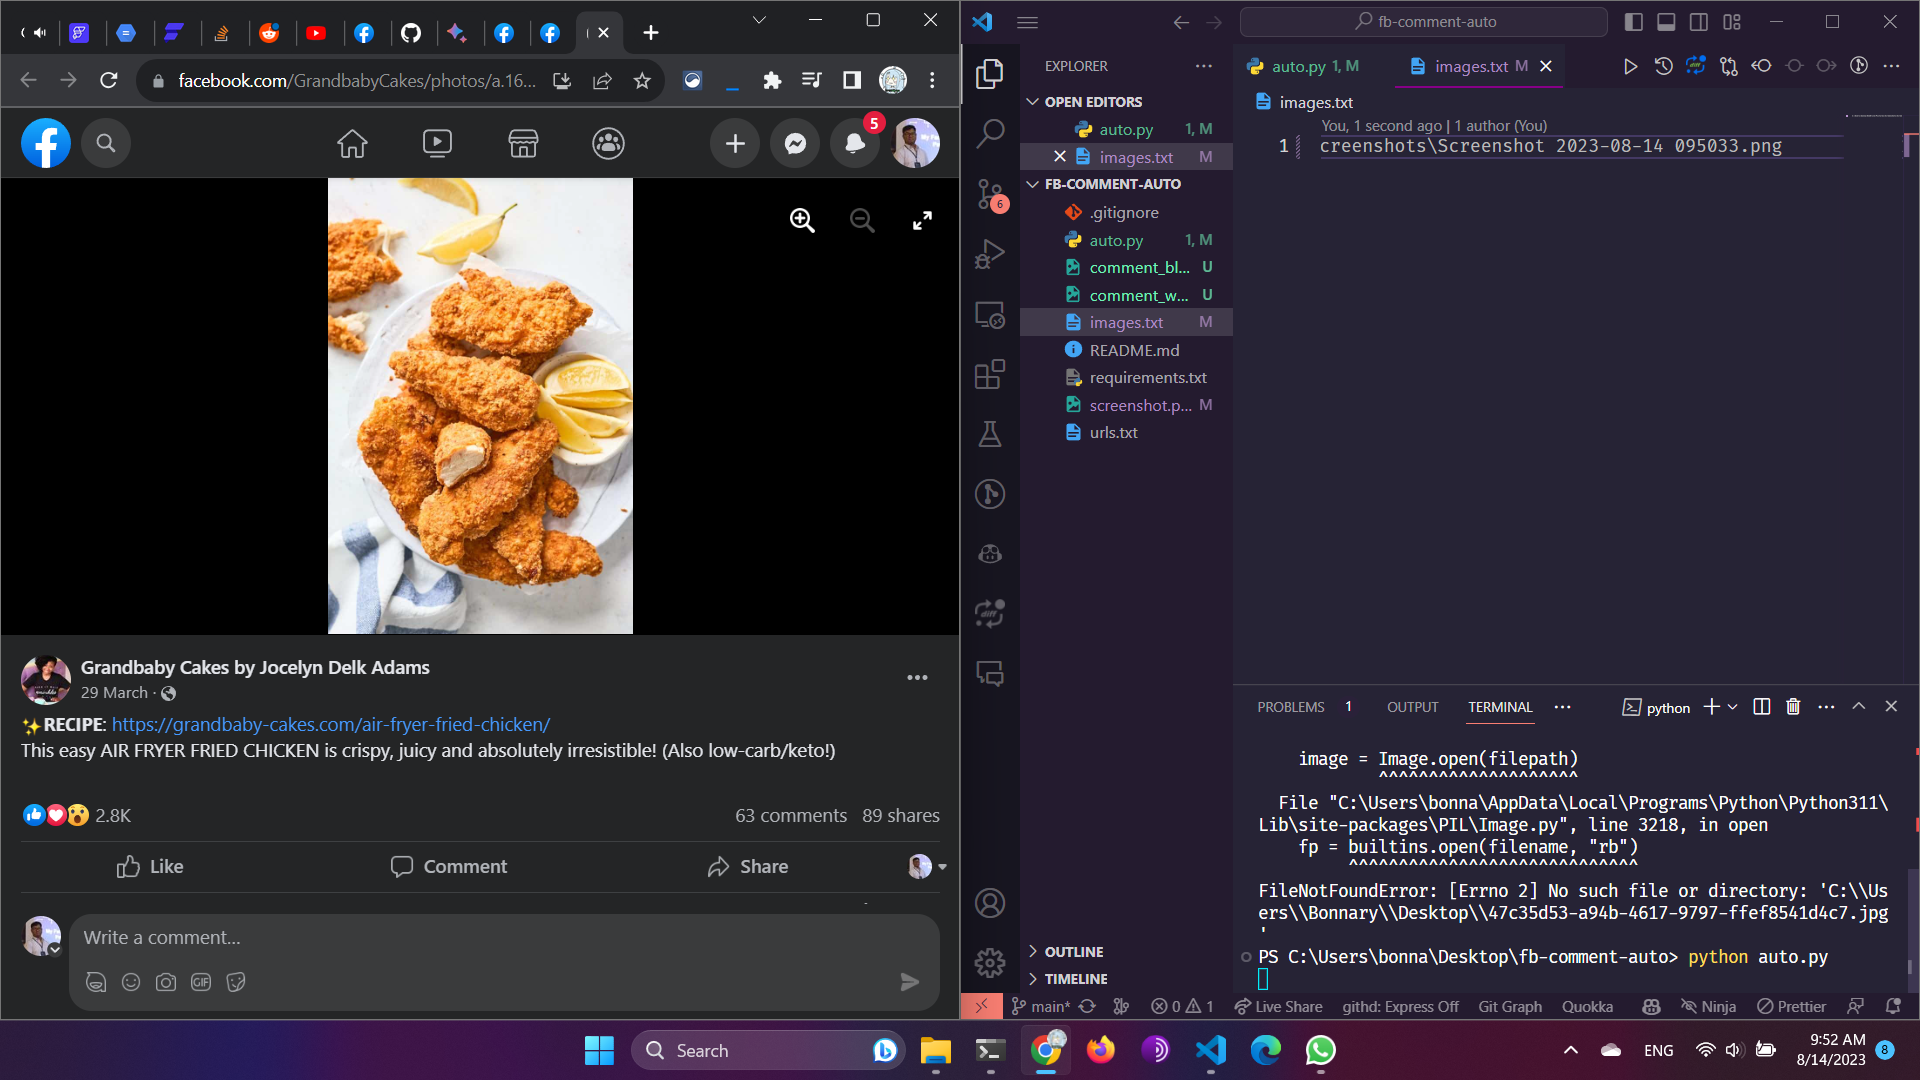 facebook.com/GrandbabyCakes/photos/a.16...
5
Grandbaby Cakes by Jocelyn Delk Adams
29 March ·
✨RECIPE: https://grandbaby-cakes.com/air-fryer-fried-chicken/
This easy AIR FRYER FRIED CHICKEN is crispy, juicy and absolutely irresistible! (Also low-carb/keto!)
2.8K
63 comments 89 shares
Like Comment Share
Write a comment...
GIF
fb-comment-auto
EXPLORER
OPEN EDITORS
auto.py 1, M
images.txt M
FB-COMMENT-AUTO
.gitignore
auto.py 1, M
comment_bl... U
comment_w... U
images.txt M
README.md
requirements.txt
screenshot.p... M
urls.txt
OUTLINE
TIMELINE
6
auto.py 1, M images.txt M
images.txt
You, 1 second ago | 1 author (You)
1 creenshots\Screenshot 2023-08-14 095033.png
PROBLEMS 1 OUTPUT TERMINAL python
image = Image.open(filepath)
^^^^^^^^^^^^^^^^^^^^
File "C:\Users\bonna\AppData\Local\Programs\Python\Python311\
Lib\site-packages\PIL\Image.py", line 3218, in open
fp = builtins.open(filename, "rb")
^^^^^^^^^^^^^^^^^^^^^^^^^^^^^
FileNotFoundError: [Errno 2] No such file or directory: 'C:\\Us
ers\\Bonnary\\Desktop\\47c35d53-a94b-4617-9797-ffef8541d4c7.jpg
'
PS C:\Users\bonna\Desktop\fb-comment-auto> python auto.py
main* 0 1 Live Share githd: Express Off Git Graph Quokka Ninja Prettier
Search
ENG
9:52 AM
8/14/2023
8